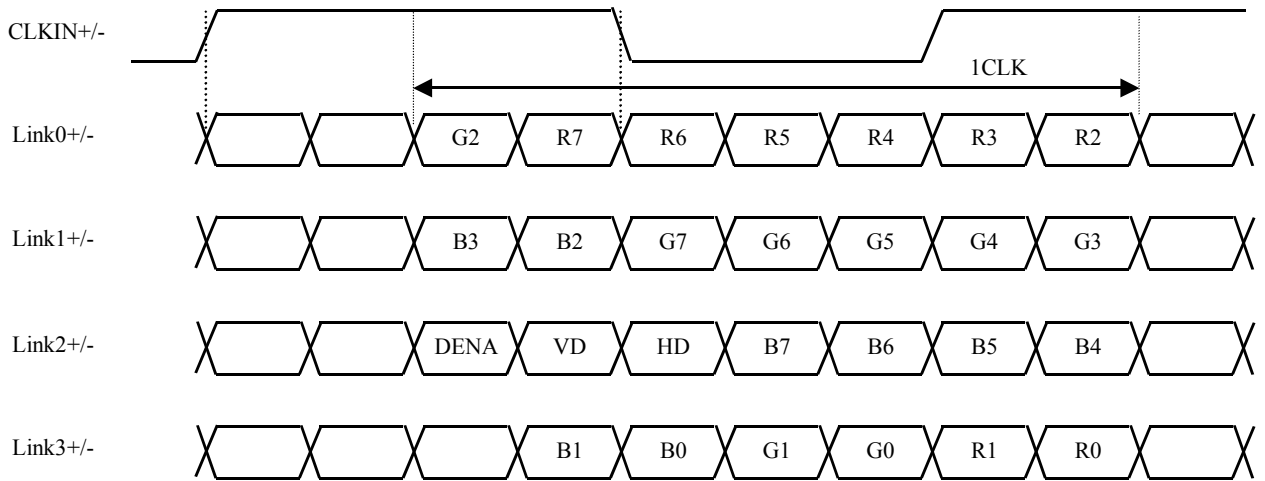 CLKIN+/-
1CLK
Link0+/- G2 R7 R6 R5 R4 R3 R2
Link1+/- B3 B2 G7 G6 G5 G4 G3
Link2+/- DENA VD HD B7 B6 B5 B4
Link3+/- B1 B0 G1 G0 R1 R0